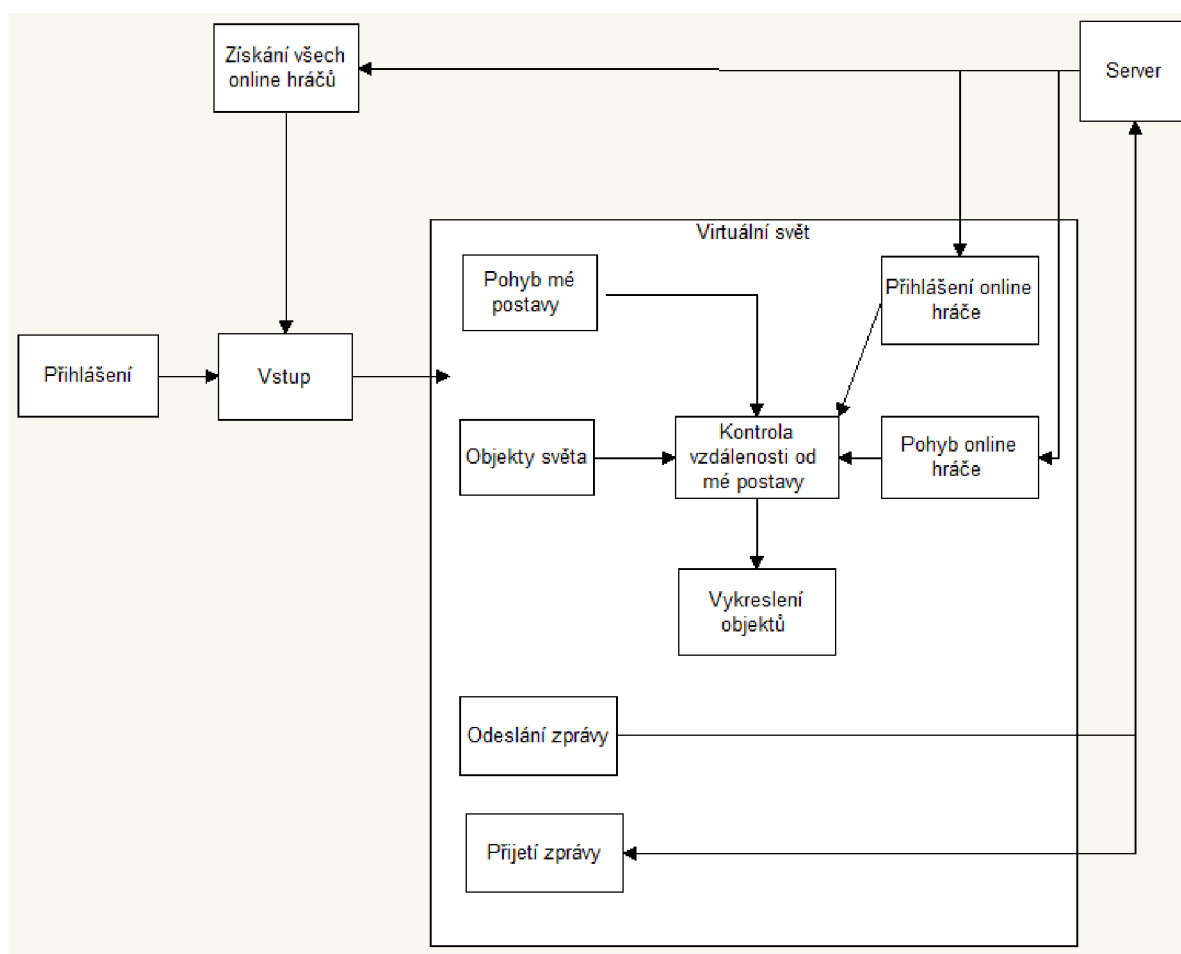 Získání všech
online hráčů
Server
Virtuální svět
Pohyb mé
postavy
Přihlášení online
hráče
Přihlášení
Vstup
Objekty světa
Kontrola
vzdálenosti od
mé postavy
Pohyb online
hráče
Vykreslení
objektů
Odeslání zprávy
Přijetí zprávy